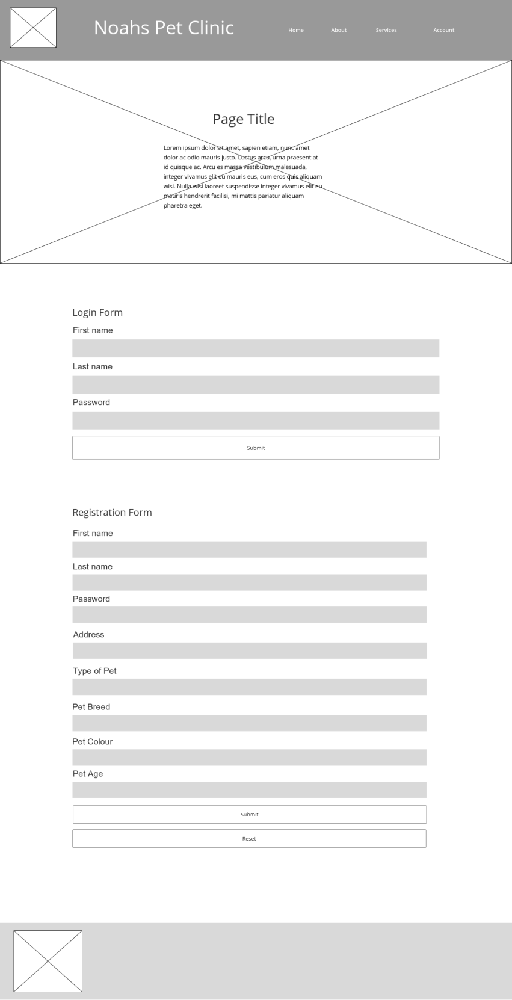 Noahs Pet Clinic
Home About Services Account
Page Title
Lorem ipsum dolor sit amet, sapien etiam, nunc amet
dolor ac odio mauris justo. Luctus arcu, urna praesent at
id quisque ac. Arcu es massa vestibulum malesuada,
integer vivamus elit eu mauris eus, cum eros quis aliquam
wisi. Nulla wisi laoreet suspendisse integer vivamus elit eu
mauris hendrerit facilisi, mi mattis pariatur aliquam
pharetra eget.
Login Form
First name
Last name
Password
Submit
Registration Form
First name
Last name
Password
Address
Type of Pet
Pet Breed
Pet Colour
Pet Age
Submit
Reset